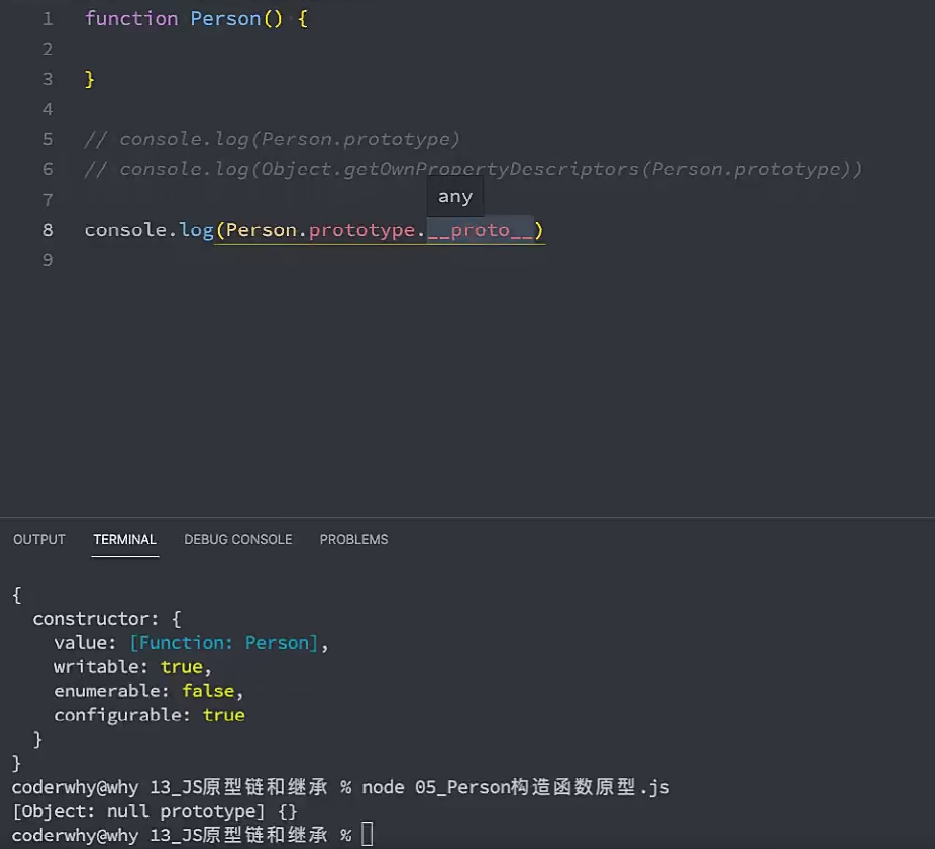 1 function Person() {
2
3 }
4
5 // console.log(Person.prototype)
6 // console.log(Object.getOwnPropertyDescriptors(Person.prototype))
7 any
8 console.log(Person.prototype.__proto__)
9
OUTPUT TERMINAL DEBUG CONSOLE PROBLEMS
{
  constructor: {
    value: [Function: Person],
    writable: true,
    enumerable: false,
    configurable: true
  }
}
coderwhy@why 13_JS原型链和继承 % node 05_Person构造函数原型.js
[Object: null prototype] {}
coderwhy@why 13_JS原型链和继承 %